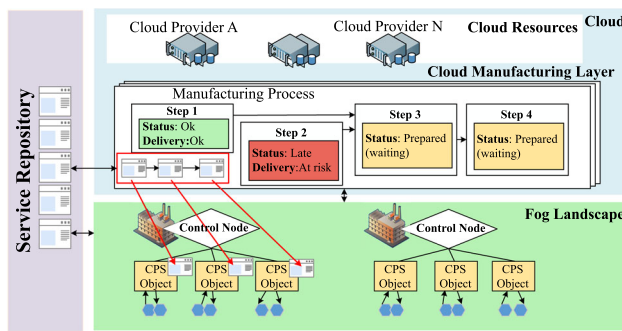 Cloud
Cloud Provider A
Cloud Provider N
Cloud Resources
Cloud Manufacturing Layer
Manufacturing Process
Step 1
Status: Ok
Delivery:Ok
Step 2
Status: Late
Delivery:At risk
Step 3
Status: Prepared
(waiting)
Step 4
Status: Prepared
(waiting)
Service Repository
Fog Landscape
Control Node
Control Node
CPS
Object
CPS
Object
CPS
Object
CPS
Object
CPS
Object
CPS
Object